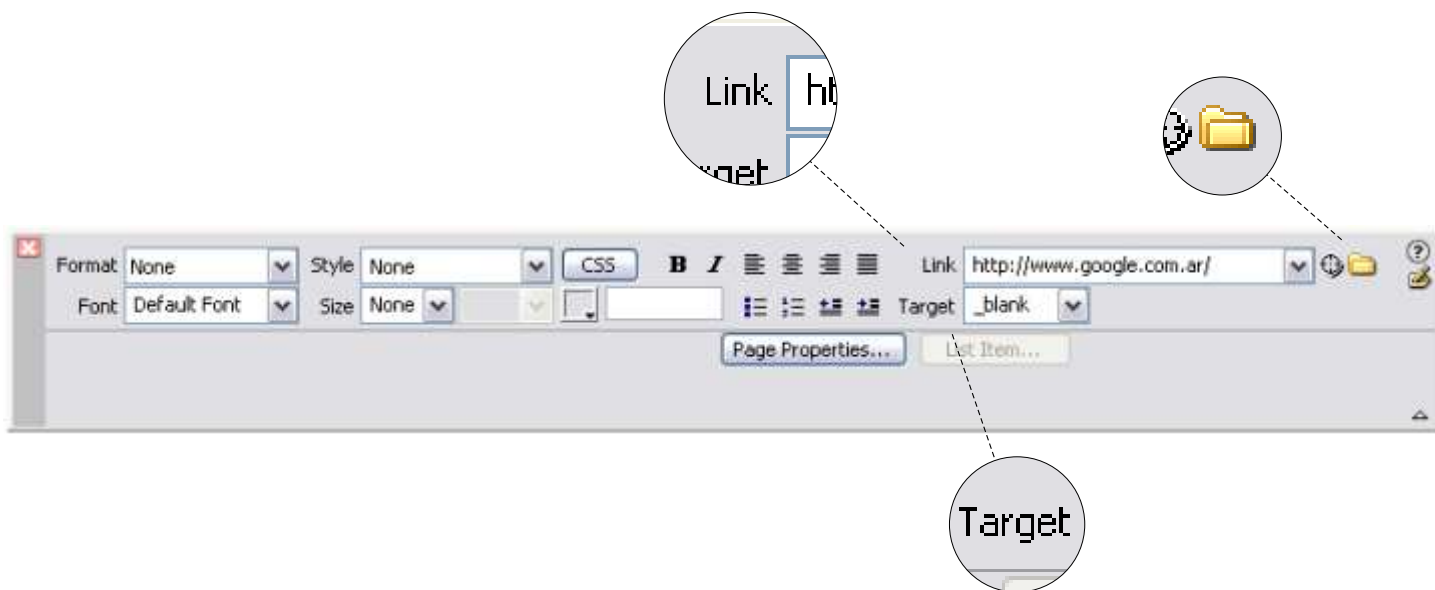 Link ht
rget
Format None Style None CSS B I Link http://www.google.com.ar/ ?
Font Default Font Size None Target _blank
Page Properties... List Item...
Target